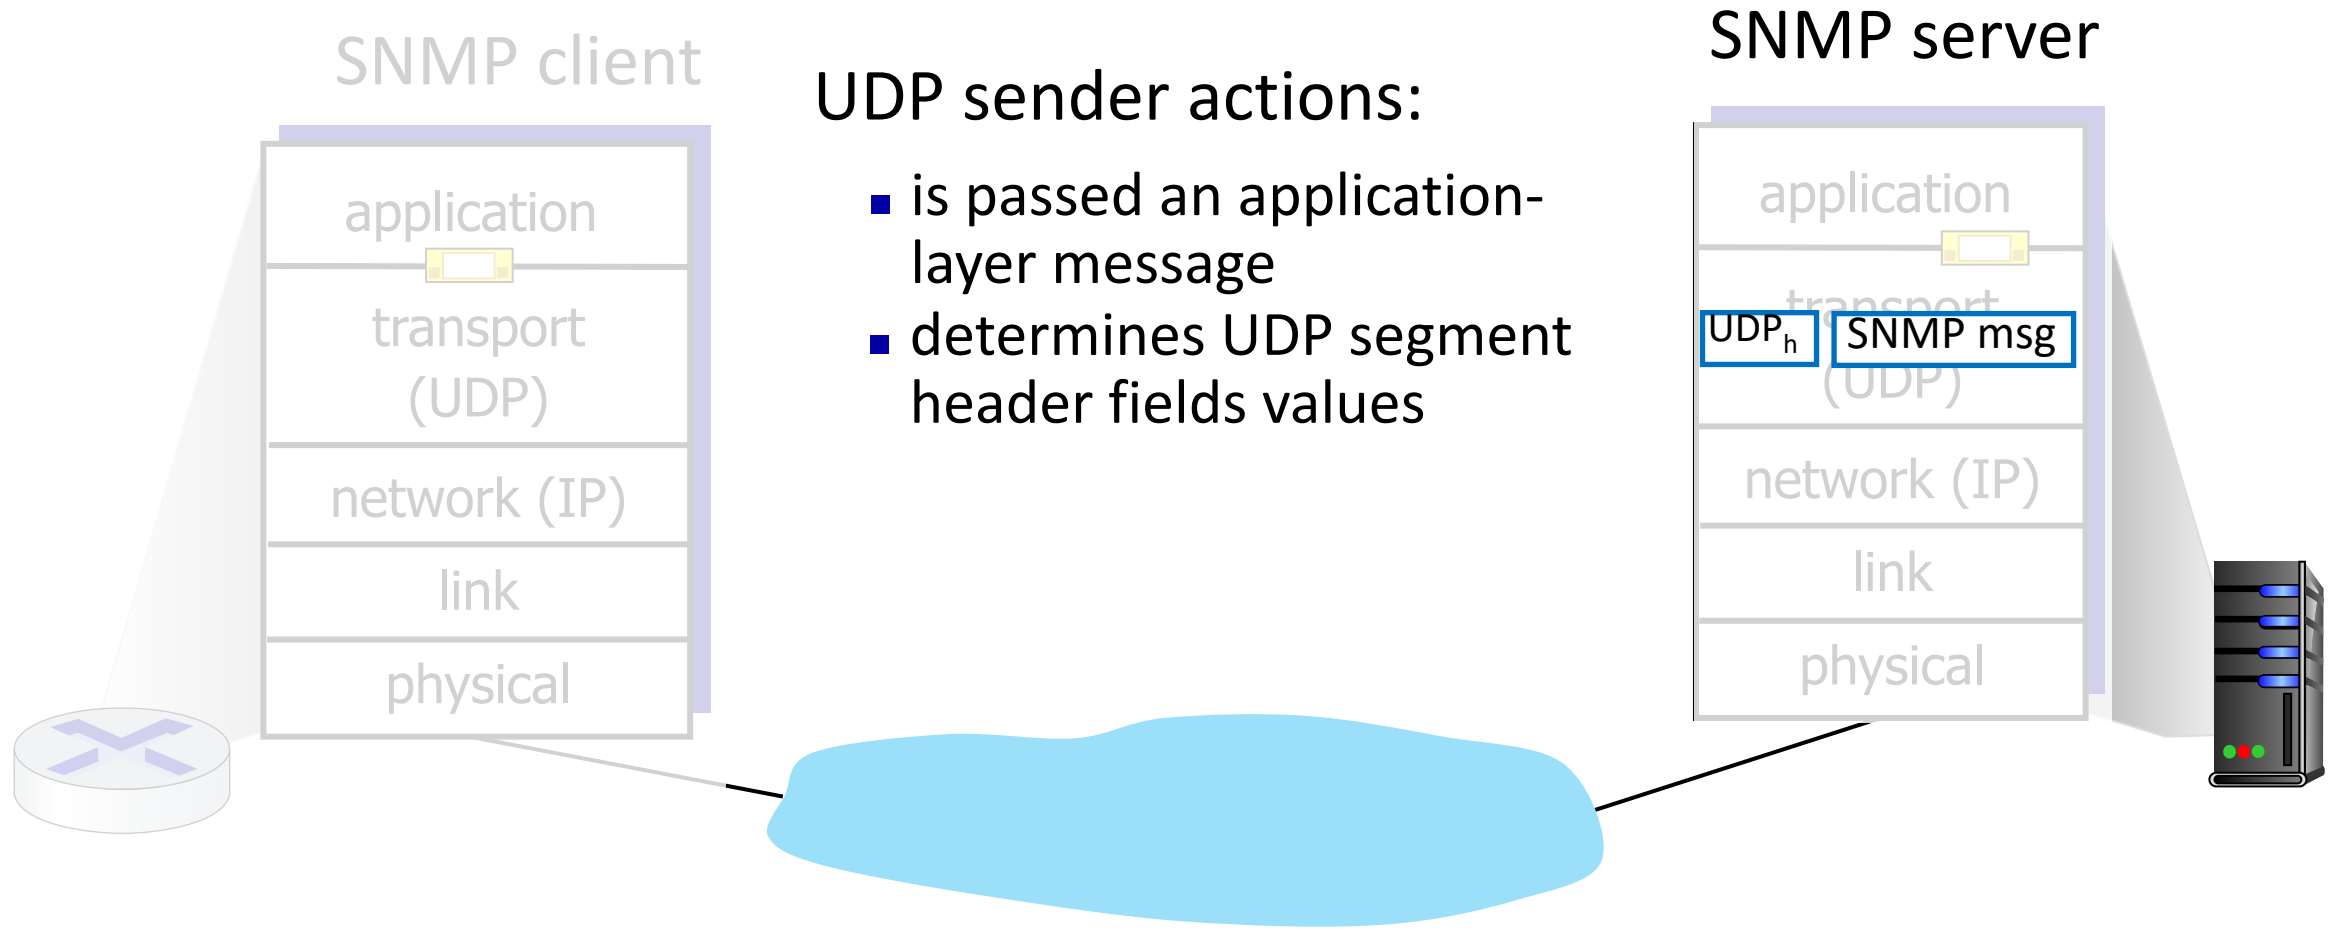 SNMP client
SNMP server
UDP sender actions:
is passed an application-
layer message
determines UDP segment
header fields values
application
transport
(UDP)
network (IP)
link
physical
application
transport
UDPh
SNMP msg
(UDP)
network (IP)
link
physical